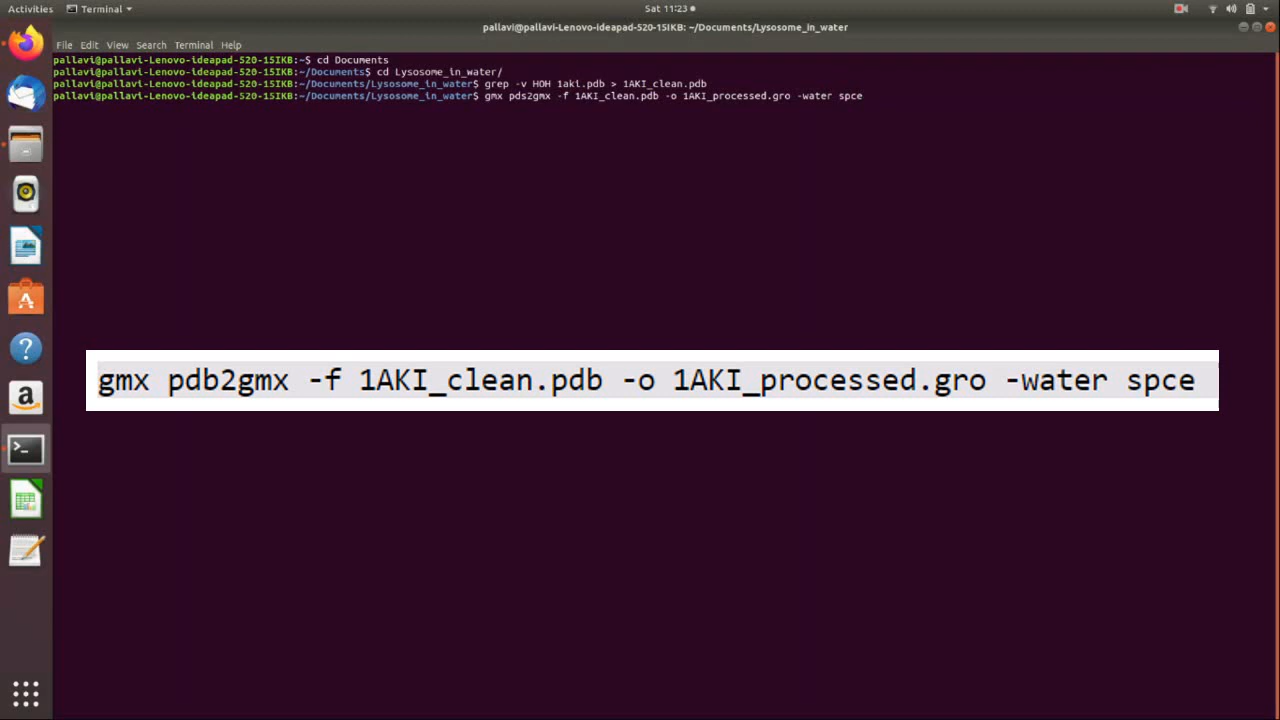 Activities Terminal Sat 11:23
pallavi@pallavi-Lenovo-ideapad-520-15IKB: ~/Documents/Lysosome_in_water
File Edit View Search Terminal Help
pallavi@pallavi-Lenovo-ideapad-520-15IKB:~$ cd Documents
pallavi@pallavi-Lenovo-ideapad-520-15IKB:~/Documents$ cd Lysosome_in_water/
pallavi@pallavi-Lenovo-ideapad-520-15IKB:~/Documents/Lysosome_in_water$ grep -v HOH 1aki.pdb > 1AKI_clean.pdb
pallavi@pallavi-Lenovo-ideapad-520-15IKB:~/Documents/Lysosome_in_water$ gmx pds2gmx -f 1AKI_clean.pdb -o 1AKI_processed.gro -water spce
gmx pdb2gmx -f 1AKI_clean.pdb -o 1AKI_processed.gro -water spce